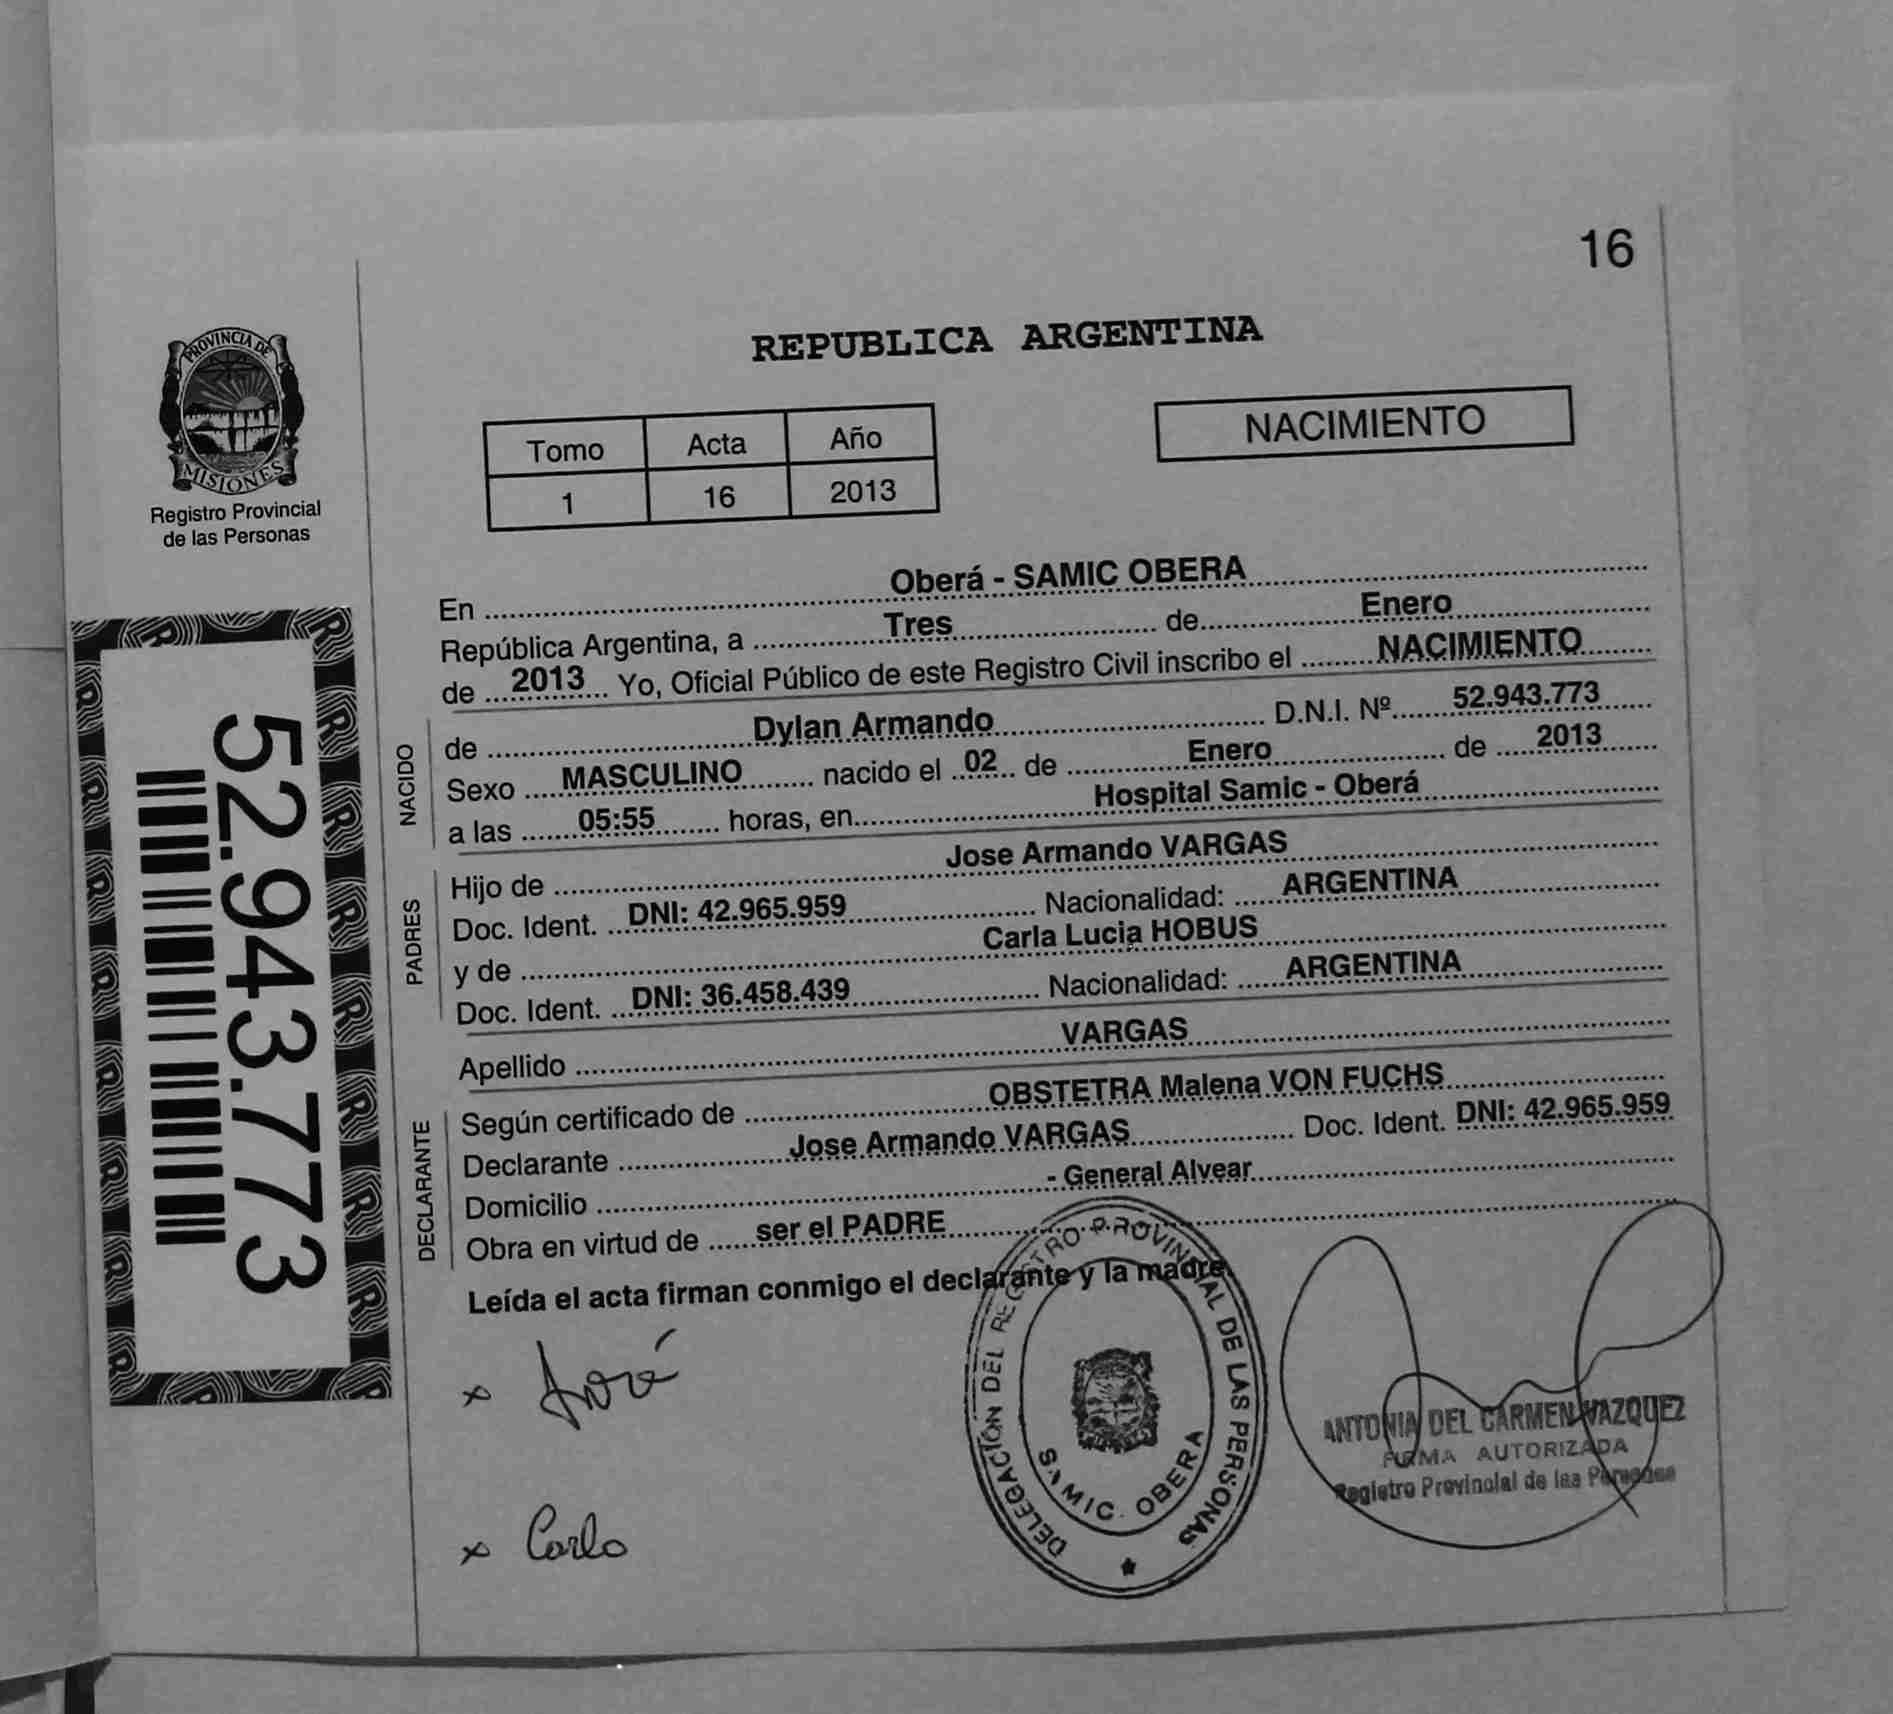 16
PROVINCIA DE
MISIONES
Registro Provincial
de las Personas
REPUBLICA ARGENTINA
Tomo Acta Año
1 16 2013
NACIMIENTO
52.943.773
En Oberá - SAMIC OBERA
República Argentina, a Tres de Enero
de 2013 Yo, Oficial Público de este Registro Civil inscribo el NACIMIENTO
NACIDO
de Dylan Armando D.N.I. Nº 52.943.773
Sexo MASCULINO nacido el 02 de Enero de 2013
a las 05:55 horas, en Hospital Samic - Oberá
PADRES
Hijo de Jose Armando VARGAS
Doc. Ident. DNI: 42.965.959 Nacionalidad: ARGENTINA
y de Carla Lucia HOBUS
Doc. Ident. DNI: 36.458.439 Nacionalidad: ARGENTINA
Apellido VARGAS
DECLARANTE
Según certificado de OBSTETRA Malena VON FUCHS
Declarante Jose Armando VARGAS Doc. Ident. DNI: 42.965.959
Domicilio - General Alvear
Obra en virtud de ser el PADRE
Leída el acta firman conmigo el declarante y la madre
x José
x Carla
DELEGACION DEL REGISTRO PROVINCIAL DE LAS PERSONAS
SAMIC. OBERA
ANTONIA DEL CARMEN VAZQUEZ
FIRMA AUTORIZADA
Registro Provincial de las Personas